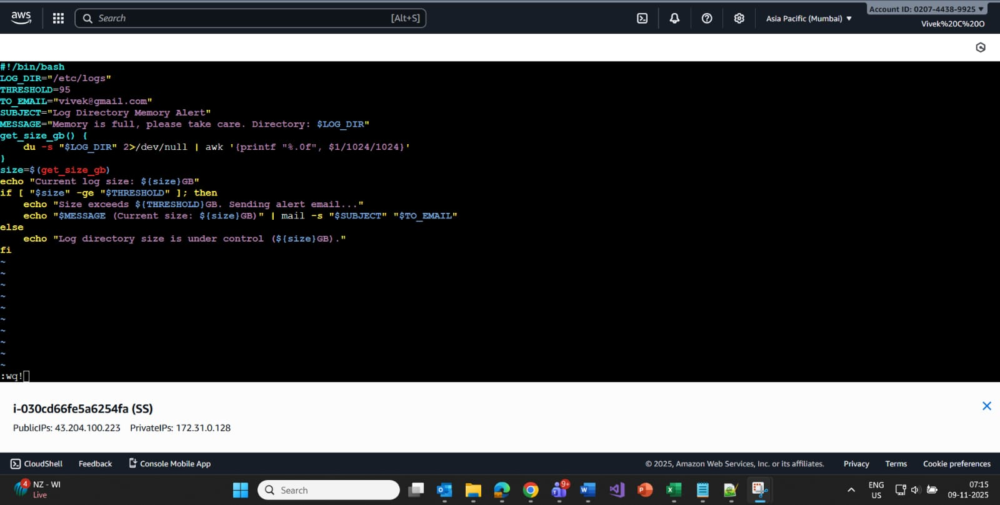 aws
Search
[Alt+S]
Asia Pacific (Mumbai) ▼
Account ID: 0207-4438-9925 ▼
Vivek%20C%20O
#!/bin/bash
LOG_DIR="/etc/logs"
THRESHOLD=95
TO_EMAIL="vivek@gmail.com"
SUBJECT="Log Directory Memory Alert"
MESSAGE="Memory is full, please take care. Directory: $LOG_DIR"
get_size_gb() {
    du -s "$LOG_DIR" 2>/dev/null | awk '{printf "%.0f", $1/1024/1024}'
}
size=$(get_size_gb)
echo "Current log size: ${size}GB"
if [ "$size" -ge "$THRESHOLD" ]; then
    echo "Size exceeds ${THRESHOLD}GB. Sending alert email..."
    echo "$MESSAGE (Current size: ${size}GB)" | mail -s "$SUBJECT" "$TO_EMAIL"
else
    echo "Log directory size is under control (${size}GB)."
fi
~
~
~
~
~
~
~
~
~
~
:wq!
i-030cd66fe5a6254fa (SS)
PublicIPs: 43.204.100.223 PrivateIPs: 172.31.0.128
CloudShell Feedback Console Mobile App © 2025, Amazon Web Services, Inc. or its affiliates. Privacy Terms Cookie preferences
4
NZ - WI
Live
Search
9+
ENG
US
07:15
09-11-2025